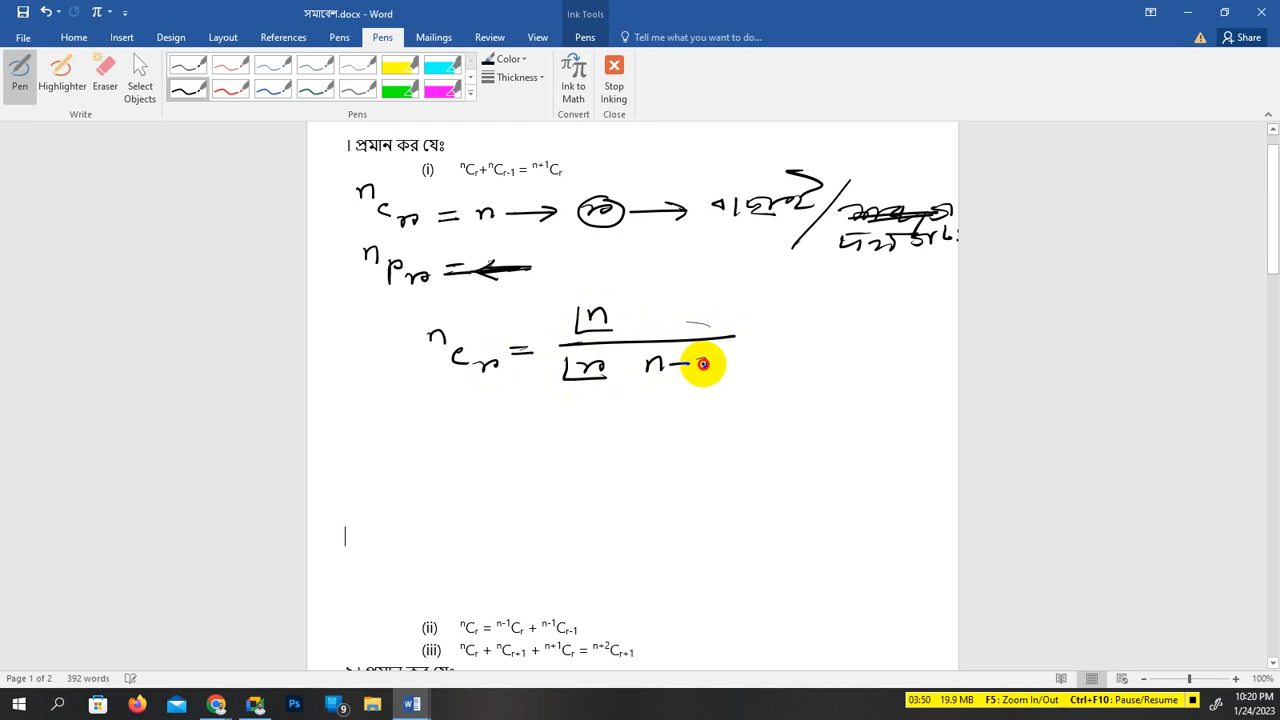 সমাবেশ.docx - Word
Ink Tools
File Home Insert Design Layout References Pens Mailings Review View Pens Tell me what you want to do... Share
Pen Highlighter Eraser Select Objects Color Thickness Ink to Math Stop Inking
Write Pens Convert Close
। প্রমান কর যেঃ
(i) ⁿCᵣ+ⁿCᵣ₋₁ = ⁿ⁺¹Cᵣ
ⁿCᵣ = n → r →
ⁿPᵣ =
ⁿCᵣ = ⌊n
⌊r n-
(ii) ⁿCᵣ = ⁿ⁻¹Cᵣ + ⁿ⁻¹Cᵣ₋₁
(iii) ⁿCᵣ + ⁿCᵣ₊₁ + ⁿ⁺¹Cᵣ = ⁿ⁺²Cᵣ₊₁
২। প্রমান কর যেঃ
Page 1 of 2 392 words 100%
03:50 19.9 MB F5: Zoom In/Out Ctrl+F10: Pause/Resume
10:20 PM
1/24/2023